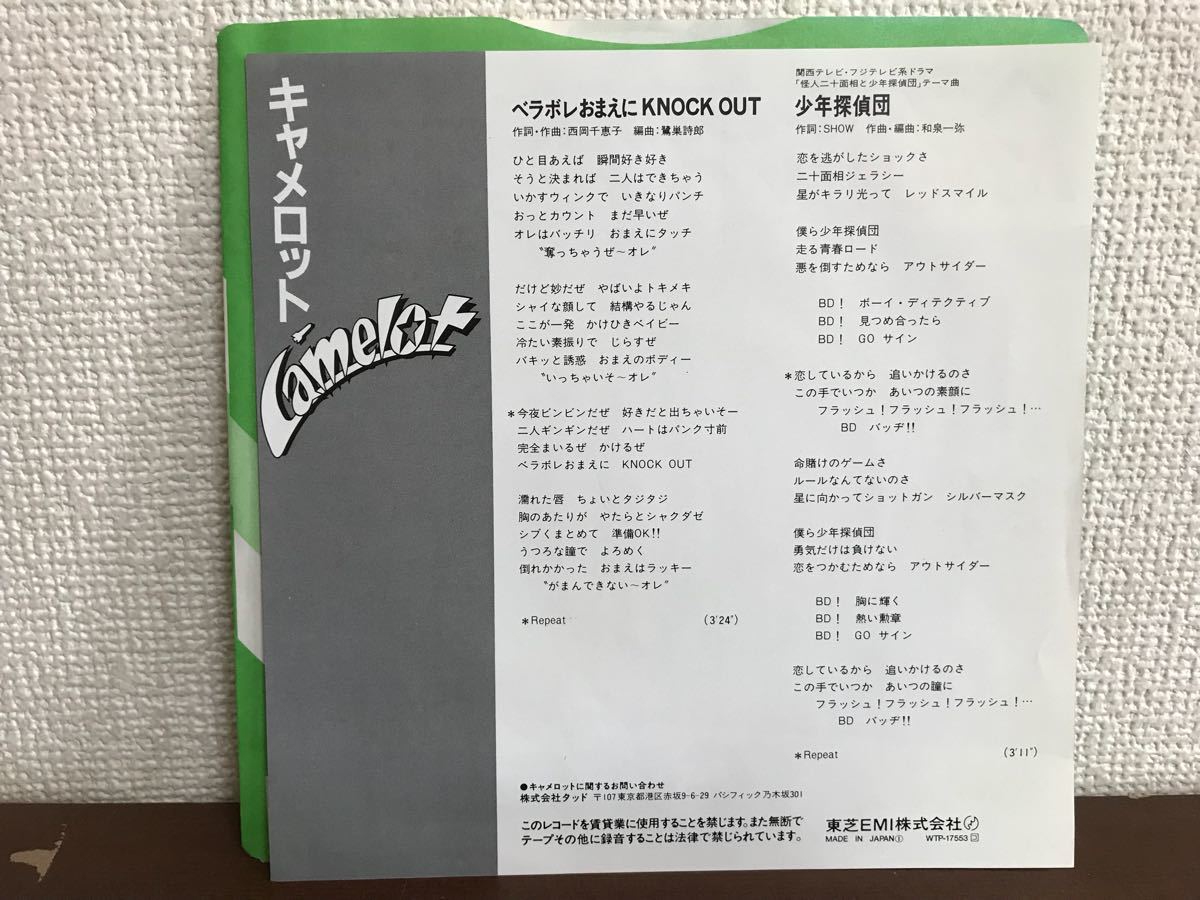 キャメロット
Camelot
ベラボレおまえに KNOCK OUT
作詞・作曲：西岡千恵子　編曲：鷺巣詩郎
ひと目あえば　瞬間好き好き
そうと決まれば　二人はできちゃう
いかすウィンクで　いきなりパンチ
おっとカウント　まだ早いぜ
オレはバッチリ　おまえにタッチ
〝奪っちゃうぜ〜オレ〟
だけど妙だぜ　やばいよトキメキ
シャイな顔して　結構やるじゃん
ここが一発　かけひきベイビー
冷たい素振りで　じらすぜ
バキッと誘惑　おまえのボディー
〝いっちゃいそ〜オレ〟
＊今夜ビンビンだぜ　好きだと出ちゃいそー
二人ギンギンだぜ　ハートはパンク寸前
完全まいるぜ　かけるぜ
ベラボレおまえに　KNOCK OUT
濡れた唇　ちょいとタジタジ
胸のあたりが　やたらとシャクダゼ
シブくまとめて　準備OK!!
うつろな瞳で　よろめく
倒れかかった　おまえはラッキー
〝がまんできない〜オレ〟
＊Repeat　（3′24″）
関西テレビ・フジテレビ系ドラマ
「怪人二十面相と少年探偵団」テーマ曲
少年探偵団
作詞：SHOW　作曲・編曲：和泉一弥
恋を逃がしたショックさ
二十面相ジェラシー
星がキラリ光って　レッドスマイル
僕ら少年探偵団
走る青春ロード
悪を倒すためなら　アウトサイダー
BD！　ボーイ・ディテクティブ
BD！　見つめ合ったら
BD！　GO サイン
＊恋しているから　追いかけるのさ
この手でいつか　あいつの素顔に
フラッシュ！フラッシュ！フラッシュ！…
BD　バッヂ!!
命賭けのゲームさ
ルールなんてないのさ
星に向かってショットガン　シルバーマスク
僕ら少年探偵団
勇気だけは負けない
恋をつかむためなら　アウトサイダー
BD！　胸に輝く
BD！　熱い勲章
BD！　GO サイン
恋しているから　追いかけるのさ
この手でいつか　あいつの瞳に
フラッシュ！フラッシュ！フラッシュ！…
BD　バッヂ!!
＊Repeat　（3′11″）
●キャメロットに関するお問い合わせ
株式会社タッド　〒107 東京都港区赤坂9-6-29 パシフィック乃木坂301
このレコードを賃貸業に使用することを禁じます。また無断で
テープその他に録音することは法律で禁じられています。
東芝EMI株式会社
MADE IN JAPAN Ⓘ　WTP-17553